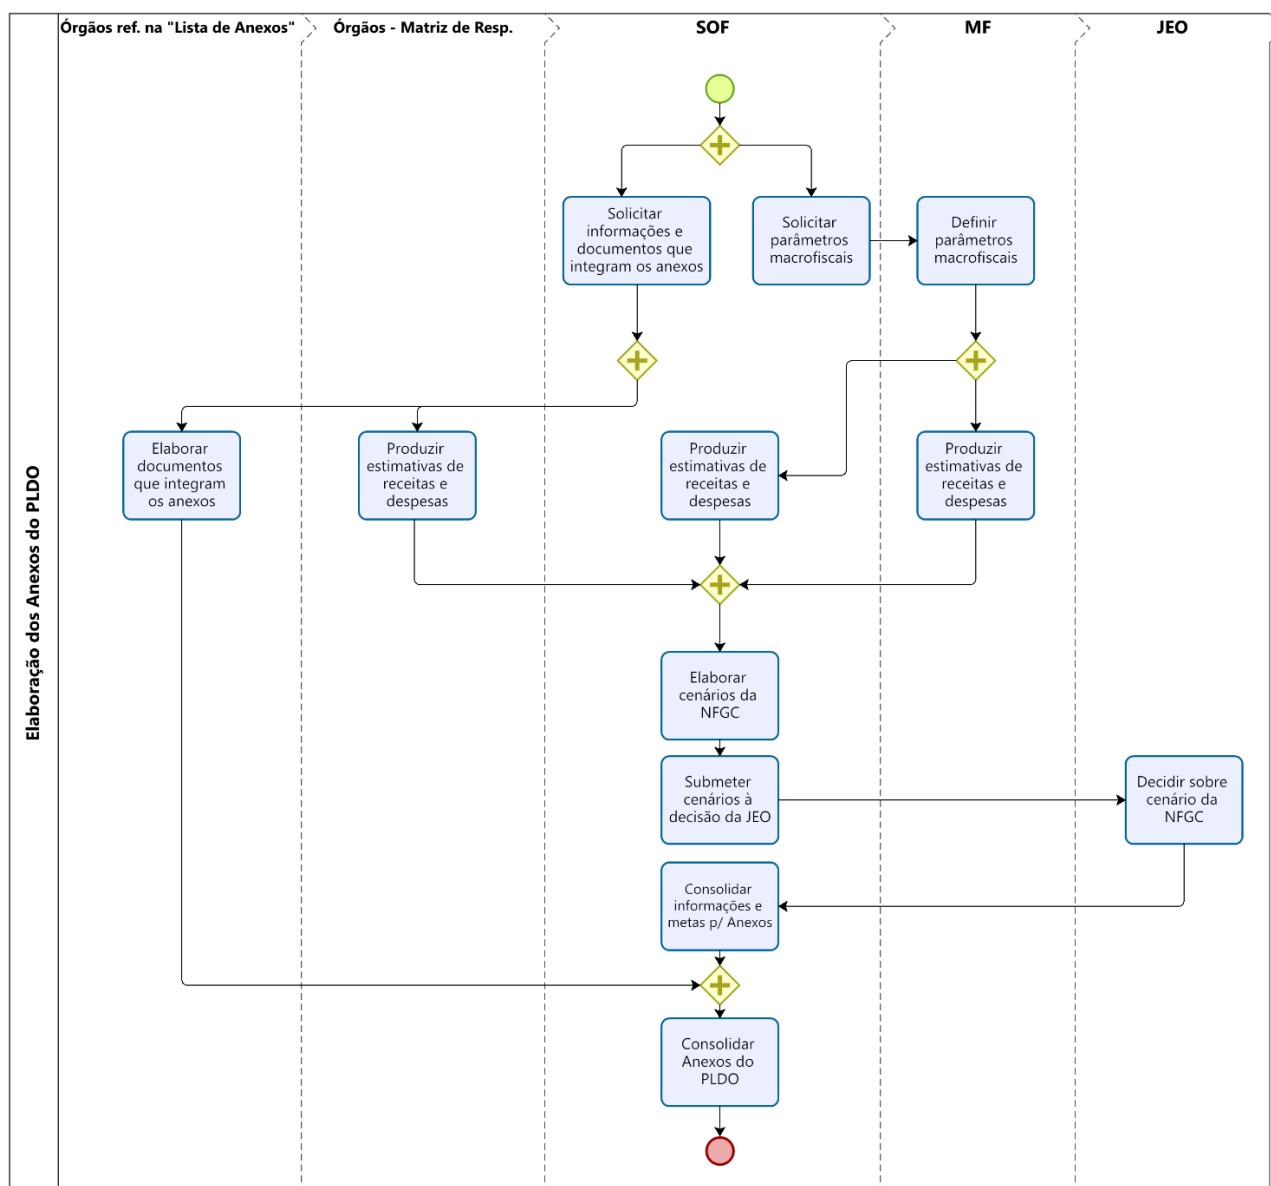 Elaboração dos Anexos do PLDO
Órgãos ref. na "Lista de Anexos"
Órgãos - Matriz de Resp.
SOF
MF
JEO
Solicitar
informações e
documentos que
integram os anexos
Solicitar
parâmetros
macrofiscais
Definir
parâmetros
macrofiscais
Elaborar
documentos
que integram
os anexos
Produzir
estimativas de
receitas e
despesas
Produzir
estimativas de
receitas e
despesas
Produzir
estimativas de
receitas e
despesas
Elaborar
cenários da
NFGC
Submeter
cenários à
decisão da JEO
Decidir sobre
cenário da
NFGC
Consolidar
informações e
metas p/ Anexos
Consolidar
Anexos do
PLDO